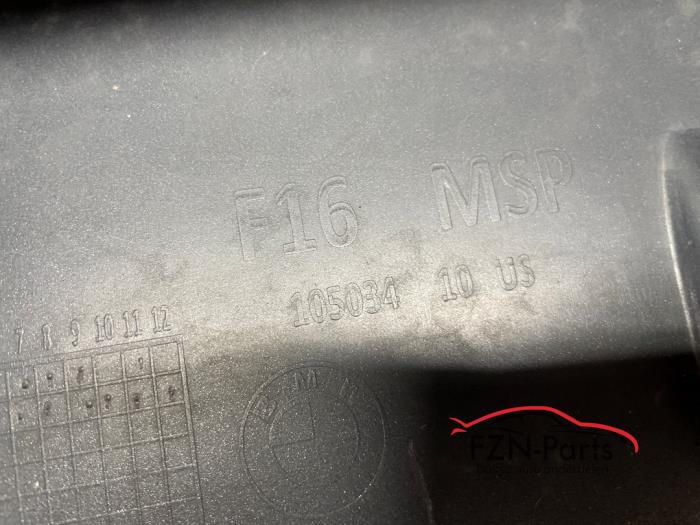 F16 MSP
105034 10 US
7 8 9 10 11 12
BMW
FZN-Parts